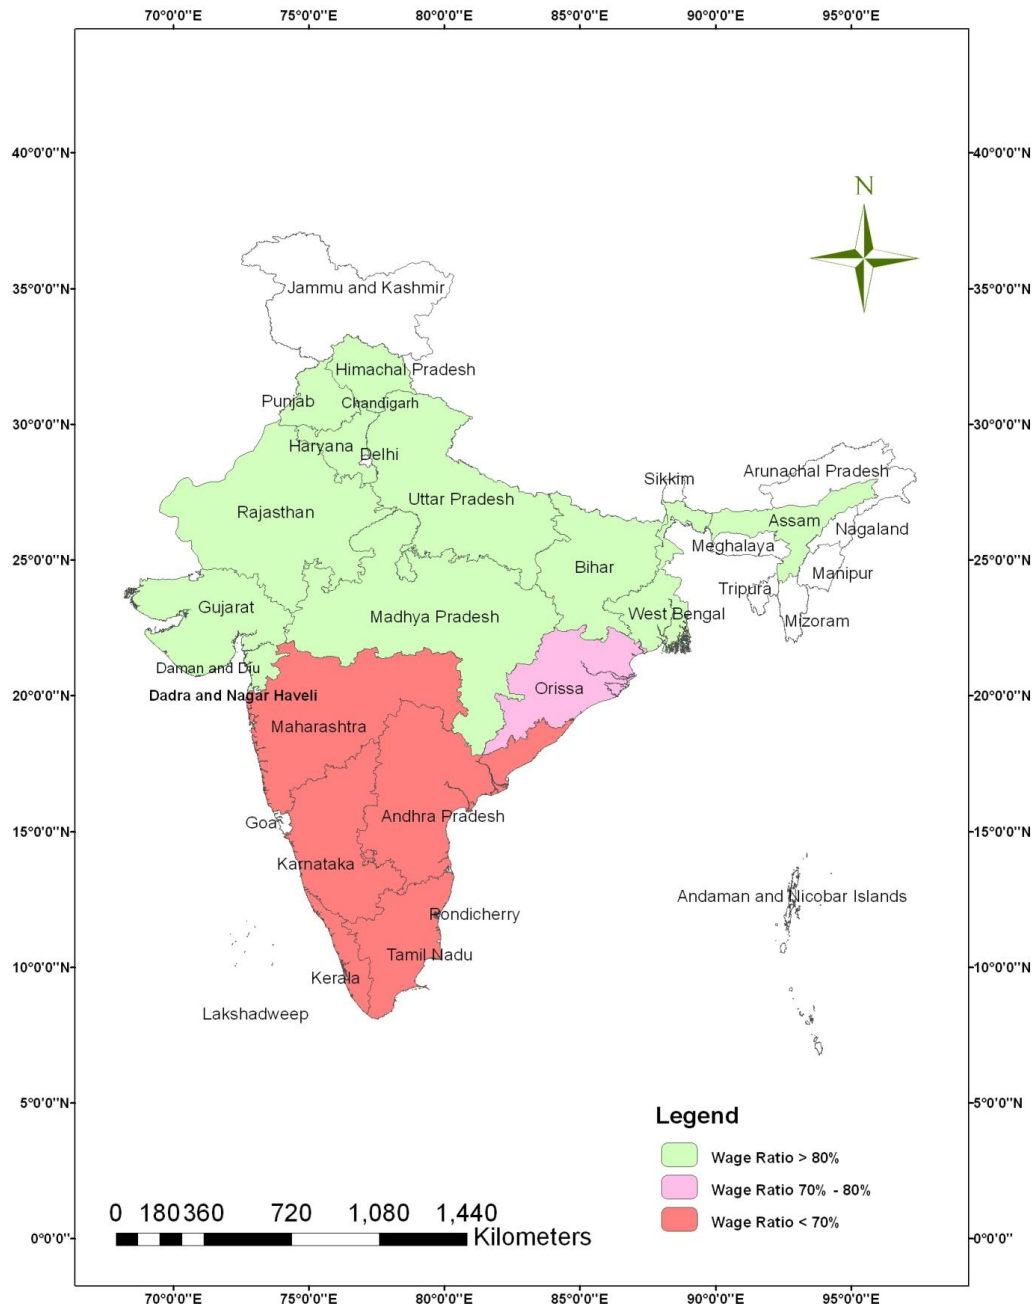 70°0'0"E 75°0'0"E 80°0'0"E 85°0'0"E 90°0'0"E 95°0'0"E
N
40°0'0"N 40°0'0"N
35°0'0"N 35°0'0"N
Jammu and Kashmir
Himachal Pradesh
Punjab
Chandigarh
30°0'0"N 30°0'0"N
Haryana
Delhi
Sikkim
Arunachal Pradesh
Uttar Pradesh
Rajasthan
Assam
Nagaland
25°0'0"N 25°0'0"N
Meghalaya
Bihar
Manipur
Tripura
Gujarat
Madhya Pradesh
West Bengal
Mizoram
Daman and Diu
Orissa
20°0'0"N 20°0'0"N
Dadra and Nagar Haveli
Maharashtra
Andhra Pradesh
Goa
15°0'0"N 15°0'0"N
Karnataka
Andaman and Nicobar Islands
Pondicherry
Tamil Nadu
10°0'0"N 10°0'0"N
Kerala
Lakshadweep
5°0'0"N 5°0'0"N
Legend
Wage Ratio > 80%
Wage Ratio 70% - 80%
Wage Ratio < 70%
0 180 360 720 1,080 1,440
Kilometers
0°0'0" 0°0'0"
70°0'0"E 75°0'0"E 80°0'0"E 85°0'0"E 90°0'0"E 95°0'0"E